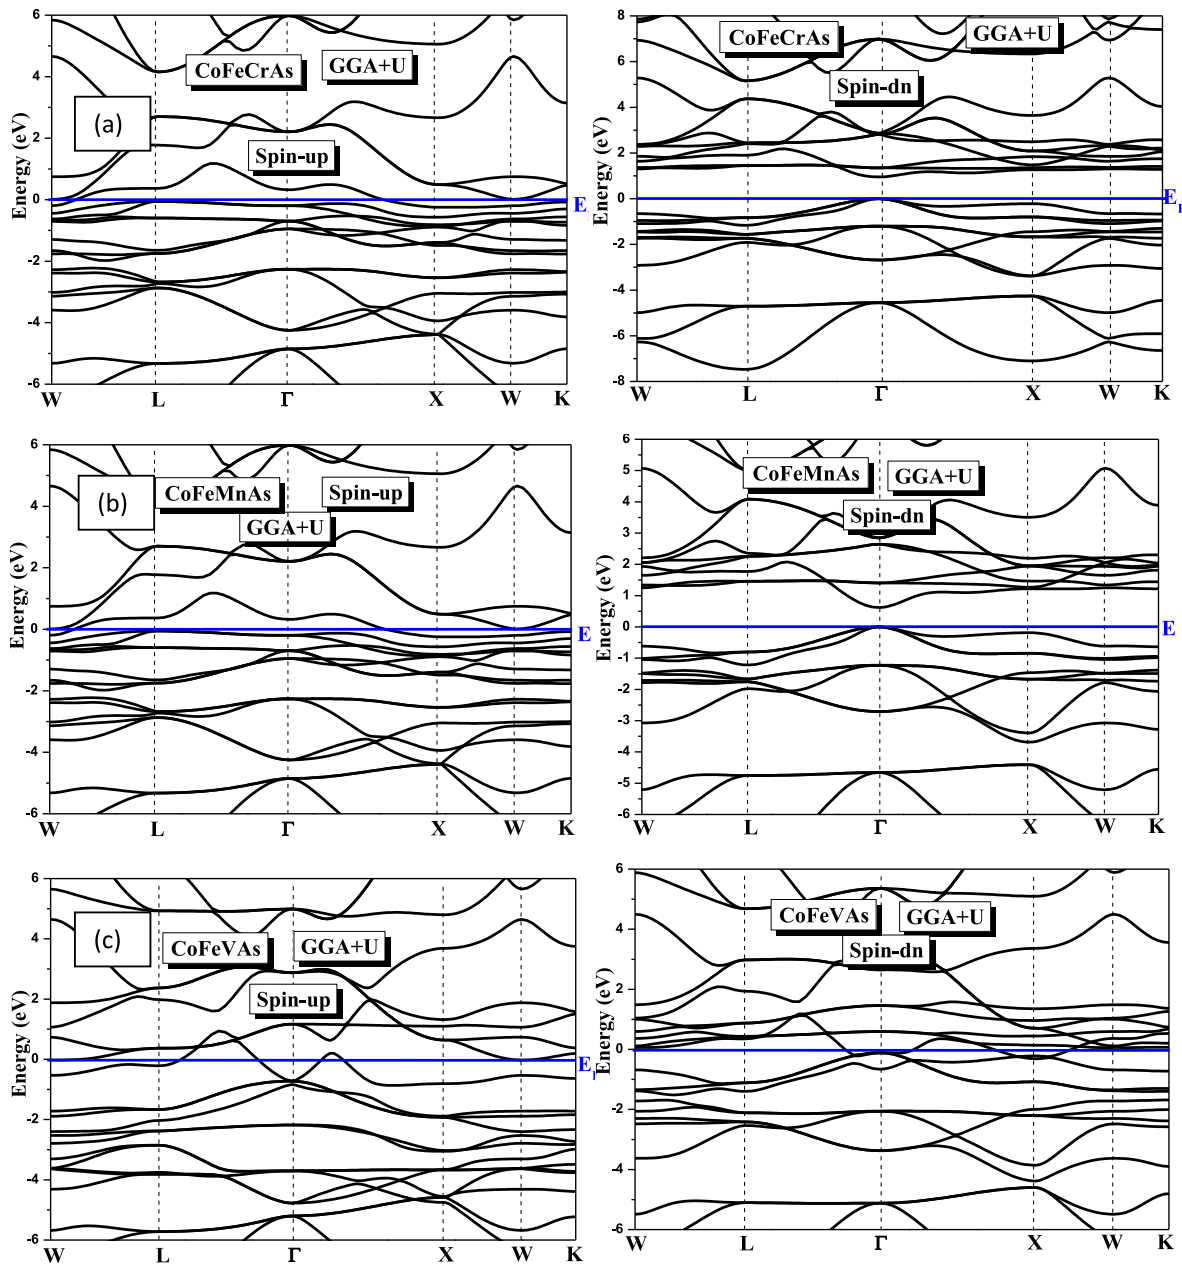 (a)
CoFeCrAs
GGA+U
Spin-up
Energy (eV)
6
4
2
0
-2
-4
-6
W L Γ X W K
E
CoFeCrAs
GGA+U
Spin-dn
Energy (eV)
8
6
4
2
0
-2
-4
-6
-8
W L Γ X W K
E
(b)
CoFeMnAs
Spin-up
GGA+U
Energy (eV)
6
4
2
0
-2
-4
-6
W L Γ X W K
E
CoFeMnAs
GGA+U
Spin-dn
Energy (eV)
6
5
4
3
2
1
0
-1
-2
-3
-4
-5
-6
W L Γ X W K
E
(c)
CoFeVAs
GGA+U
Spin-up
Energy (eV)
6
4
2
0
-2
-4
-6
W L Γ X W K
E
CoFeVAs
GGA+U
Spin-dn
Energy (eV)
6
4
2
0
-2
-4
-6
W L Γ X W K